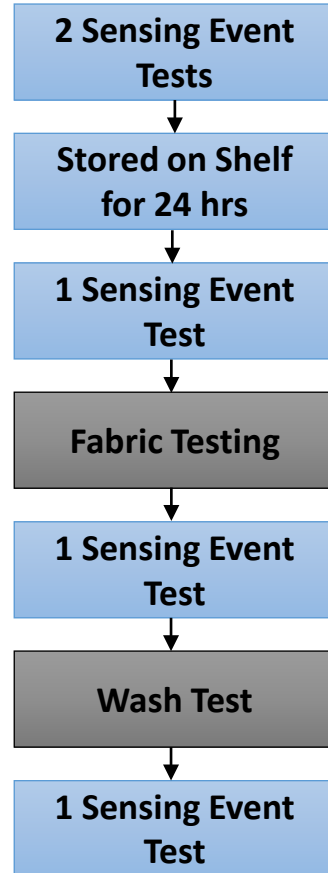 2 Sensing Event
Tests
Stored on Shelf
for 24 hrs
1 Sensing Event
Test
Fabric Testing
1 Sensing Event
Test
Wash Test
1 Sensing Event
Test